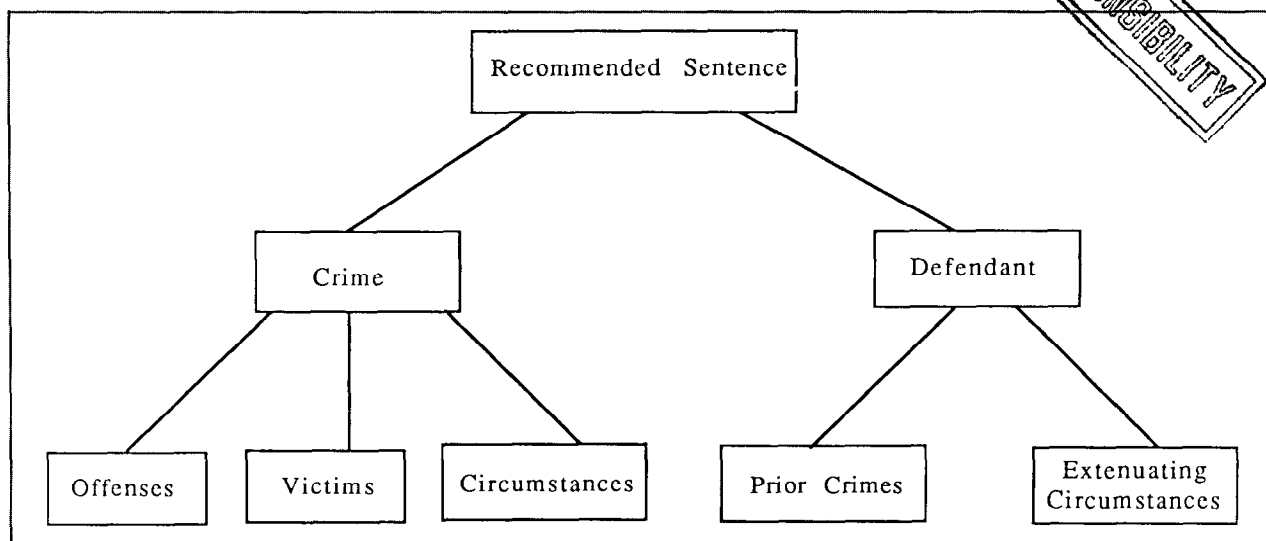 Recommended Sentence
Crime
Defendant
Offenses
Victims
Circumstances
Prior Crimes
Extenuating
Circumstances